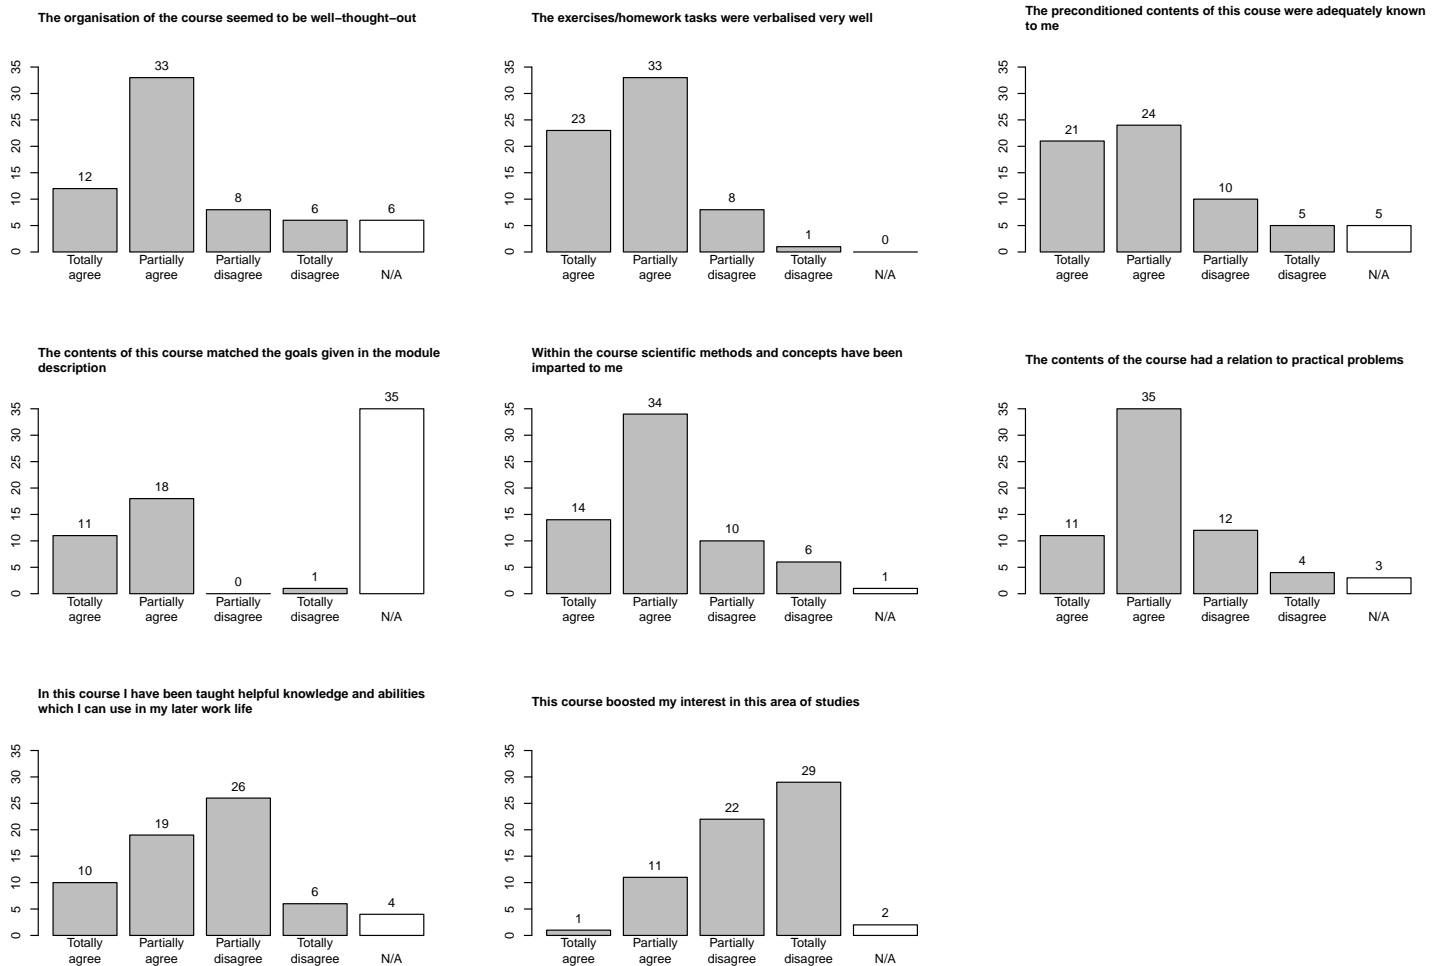 The organisation of the course seemed to be well−thought−out
35
30
25
20
15
10
5
0
12
33
8
6
6
Totally agree
Partially agree
Partially disagree
Totally disagree
N/A
The exercises/homework tasks were verbalised very well
35
30
25
20
15
10
5
0
23
33
8
1
0
Totally agree
Partially agree
Partially disagree
Totally disagree
N/A
The preconditioned contents of this couse were adequately known
to me
35
30
25
20
15
10
5
0
21
24
10
5
5
Totally agree
Partially agree
Partially disagree
Totally disagree
N/A
The contents of this course matched the goals given in the module
description
35
30
25
20
15
10
5
0
11
18
0
1
35
Totally agree
Partially agree
Partially disagree
Totally disagree
N/A
Within the course scientific methods and concepts have been
imparted to me
35
30
25
20
15
10
5
0
14
34
10
6
1
Totally agree
Partially agree
Partially disagree
Totally disagree
N/A
The contents of the course had a relation to practical problems
35
30
25
20
15
10
5
0
11
35
12
4
3
Totally agree
Partially agree
Partially disagree
Totally disagree
N/A
In this course I have been taught helpful knowledge and abilities
which I can use in my later work life
35
30
25
20
15
10
5
0
10
19
26
6
4
Totally agree
Partially agree
Partially disagree
Totally disagree
N/A
This course boosted my interest in this area of studies
35
30
25
20
15
10
5
0
1
11
22
29
2
Totally agree
Partially agree
Partially disagree
Totally disagree
N/A